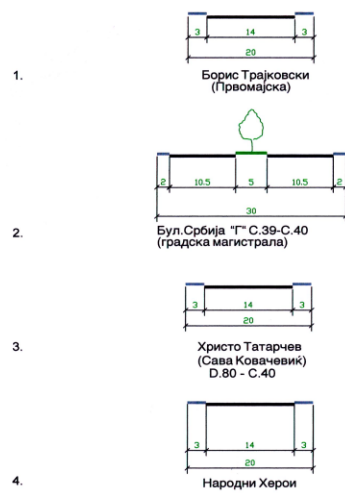 3 14 3
20
1. Борис Трајковски
(Првомајска)
2 10.5 5 10.5 2
30
2. Бул.Србија "Г" С.39-С.40
(градска магистрала)
3 14 3
20
3. Христо Татарчев
(Сава Ковачевиќ)
D.80 - С.40
3 14 3
20
4. Народни Херои